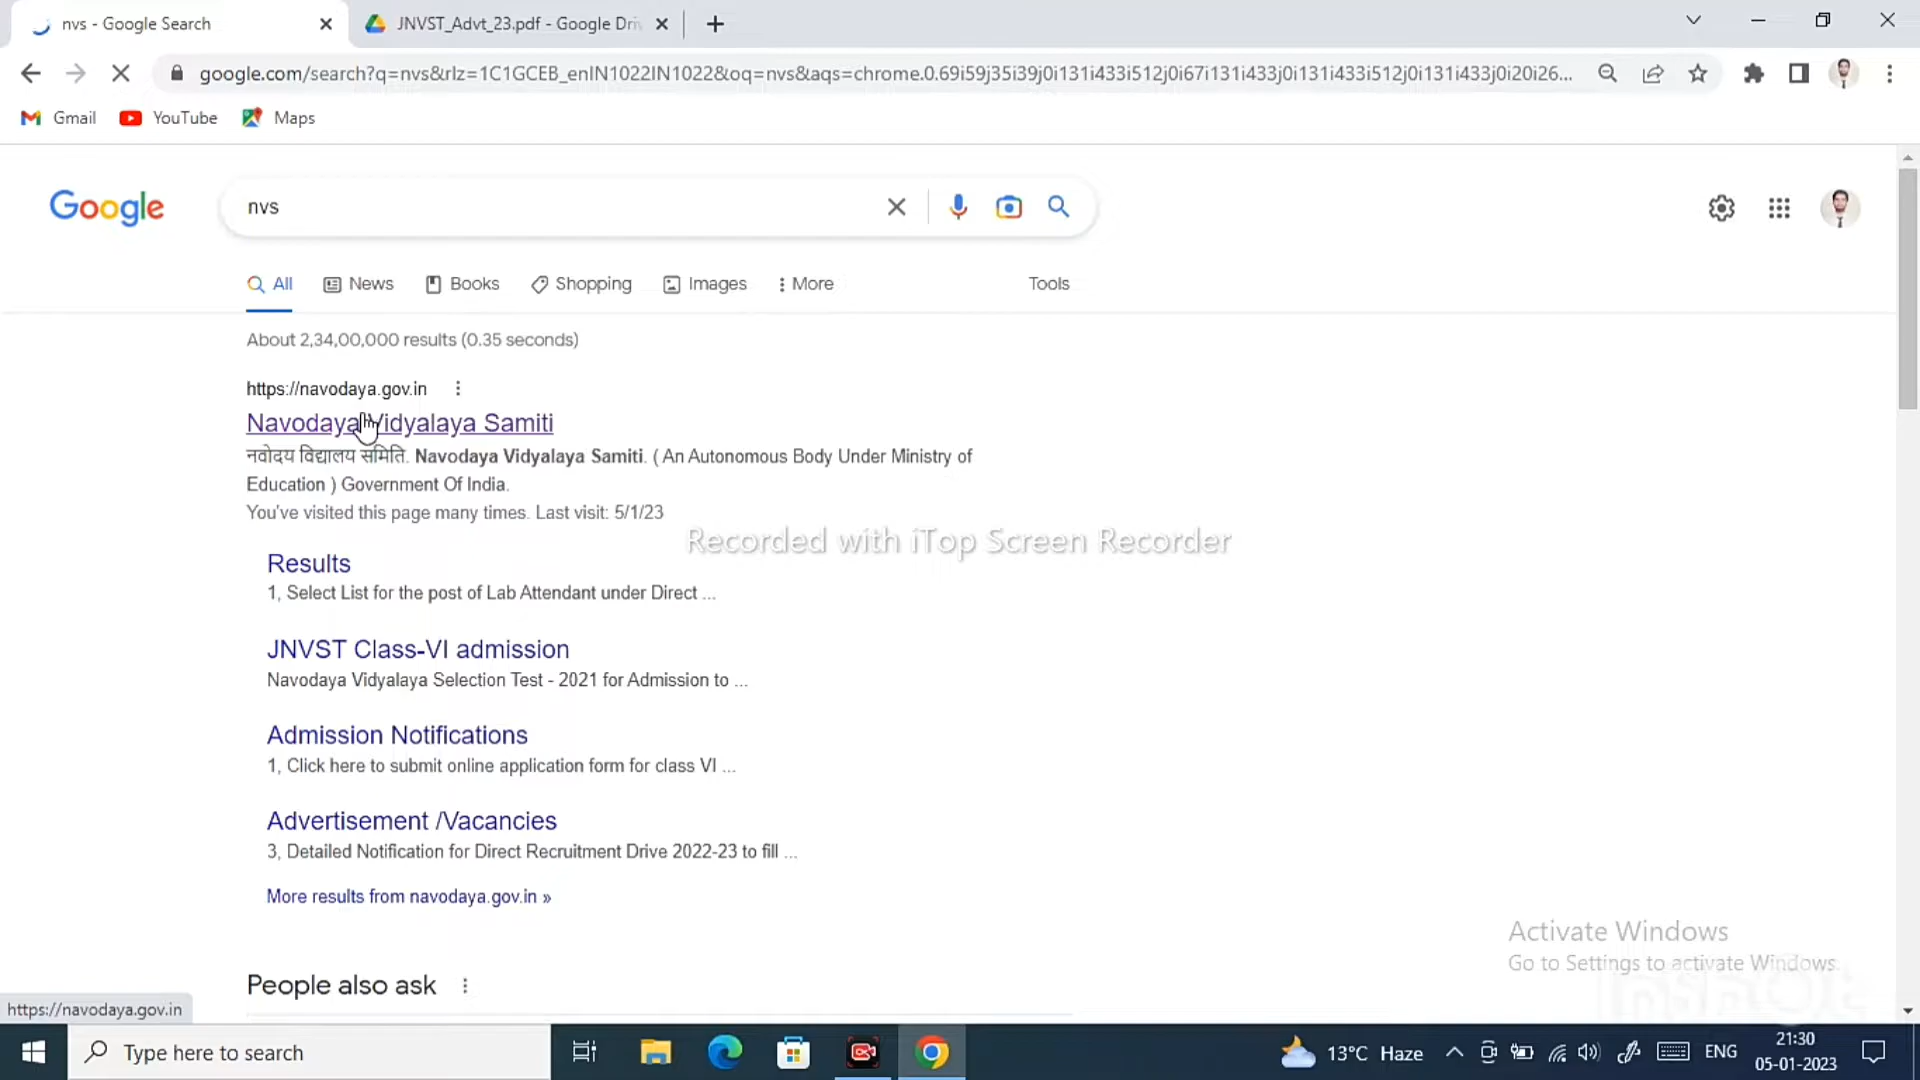 nvs - Google Search
JNVST_Advt_23.pdf - Google Dri
google.com/search?q=nvs&rlz=1C1GCEB_enIN1022IN1022&oq=nvs&aqs=chrome.0.69i59j35i39j0i131i433i512j0i67i131i433j0i131i433i512j0i131i433j0i20i26...
Gmail
YouTube
Maps
Google
nvs
All
News
Books
Shopping
Images
More
Tools
About 2,34,00,000 results (0.35 seconds)
https://navodaya.gov.in
Navodaya Vidyalaya Samiti
नवोदय विद्यालय समिति. Navodaya Vidyalaya Samiti. ( An Autonomous Body Under Ministry of
Education ) Government Of India.
You've visited this page many times. Last visit: 5/1/23
Recorded with iTop Screen Recorder
Results
1, Select List for the post of Lab Attendant under Direct ...
JNVST Class-VI admission
Navodaya Vidyalaya Selection Test - 2021 for Admission to ...
Admission Notifications
1, Click here to submit online application form for class VI ...
Advertisement /Vacancies
3, Detailed Notification for Direct Recruitment Drive 2022-23 to fill ...
More results from navodaya.gov.in »
Activate Windows
Go to Settings to activate Windows.
InShOt
People also ask
https://navodaya.gov.in
Type here to search
13°C Haze
ENG
21:30
05-01-2023